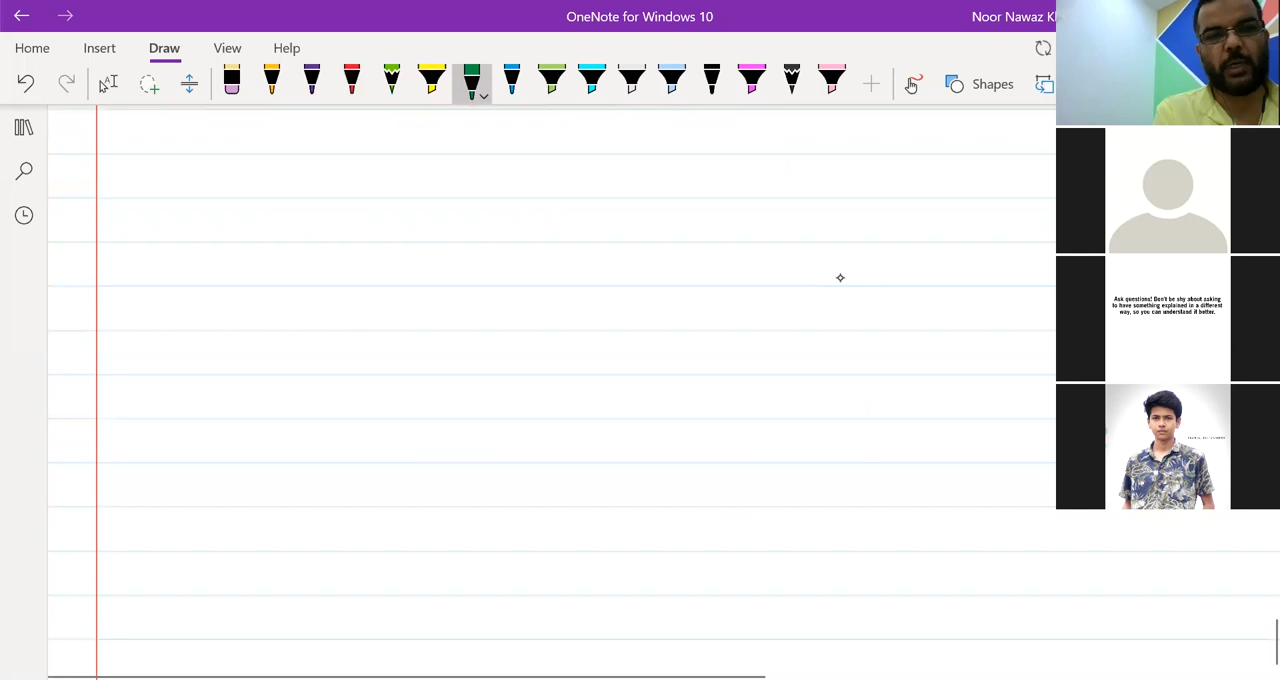 OneNote for Windows 10
Noor Nawaz K
Home Insert Draw View Help
Shapes
Ask questions! Don't be shy about asking
to have something explained in a different
way, so you can understand it better.